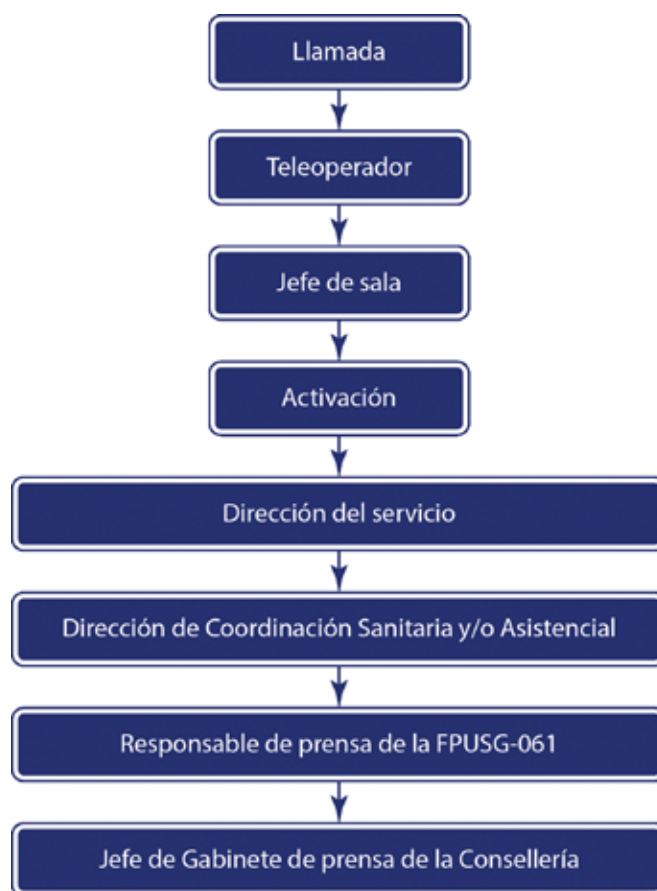 Llamada
Teleoperador
Jefe de sala
Activación
Dirección del servicio
Dirección de Coordinación Sanitaria y/o Asistencial
Responsable de prensa de la FPUSG-061
Jefe de Gabinete de prensa de la Consellería